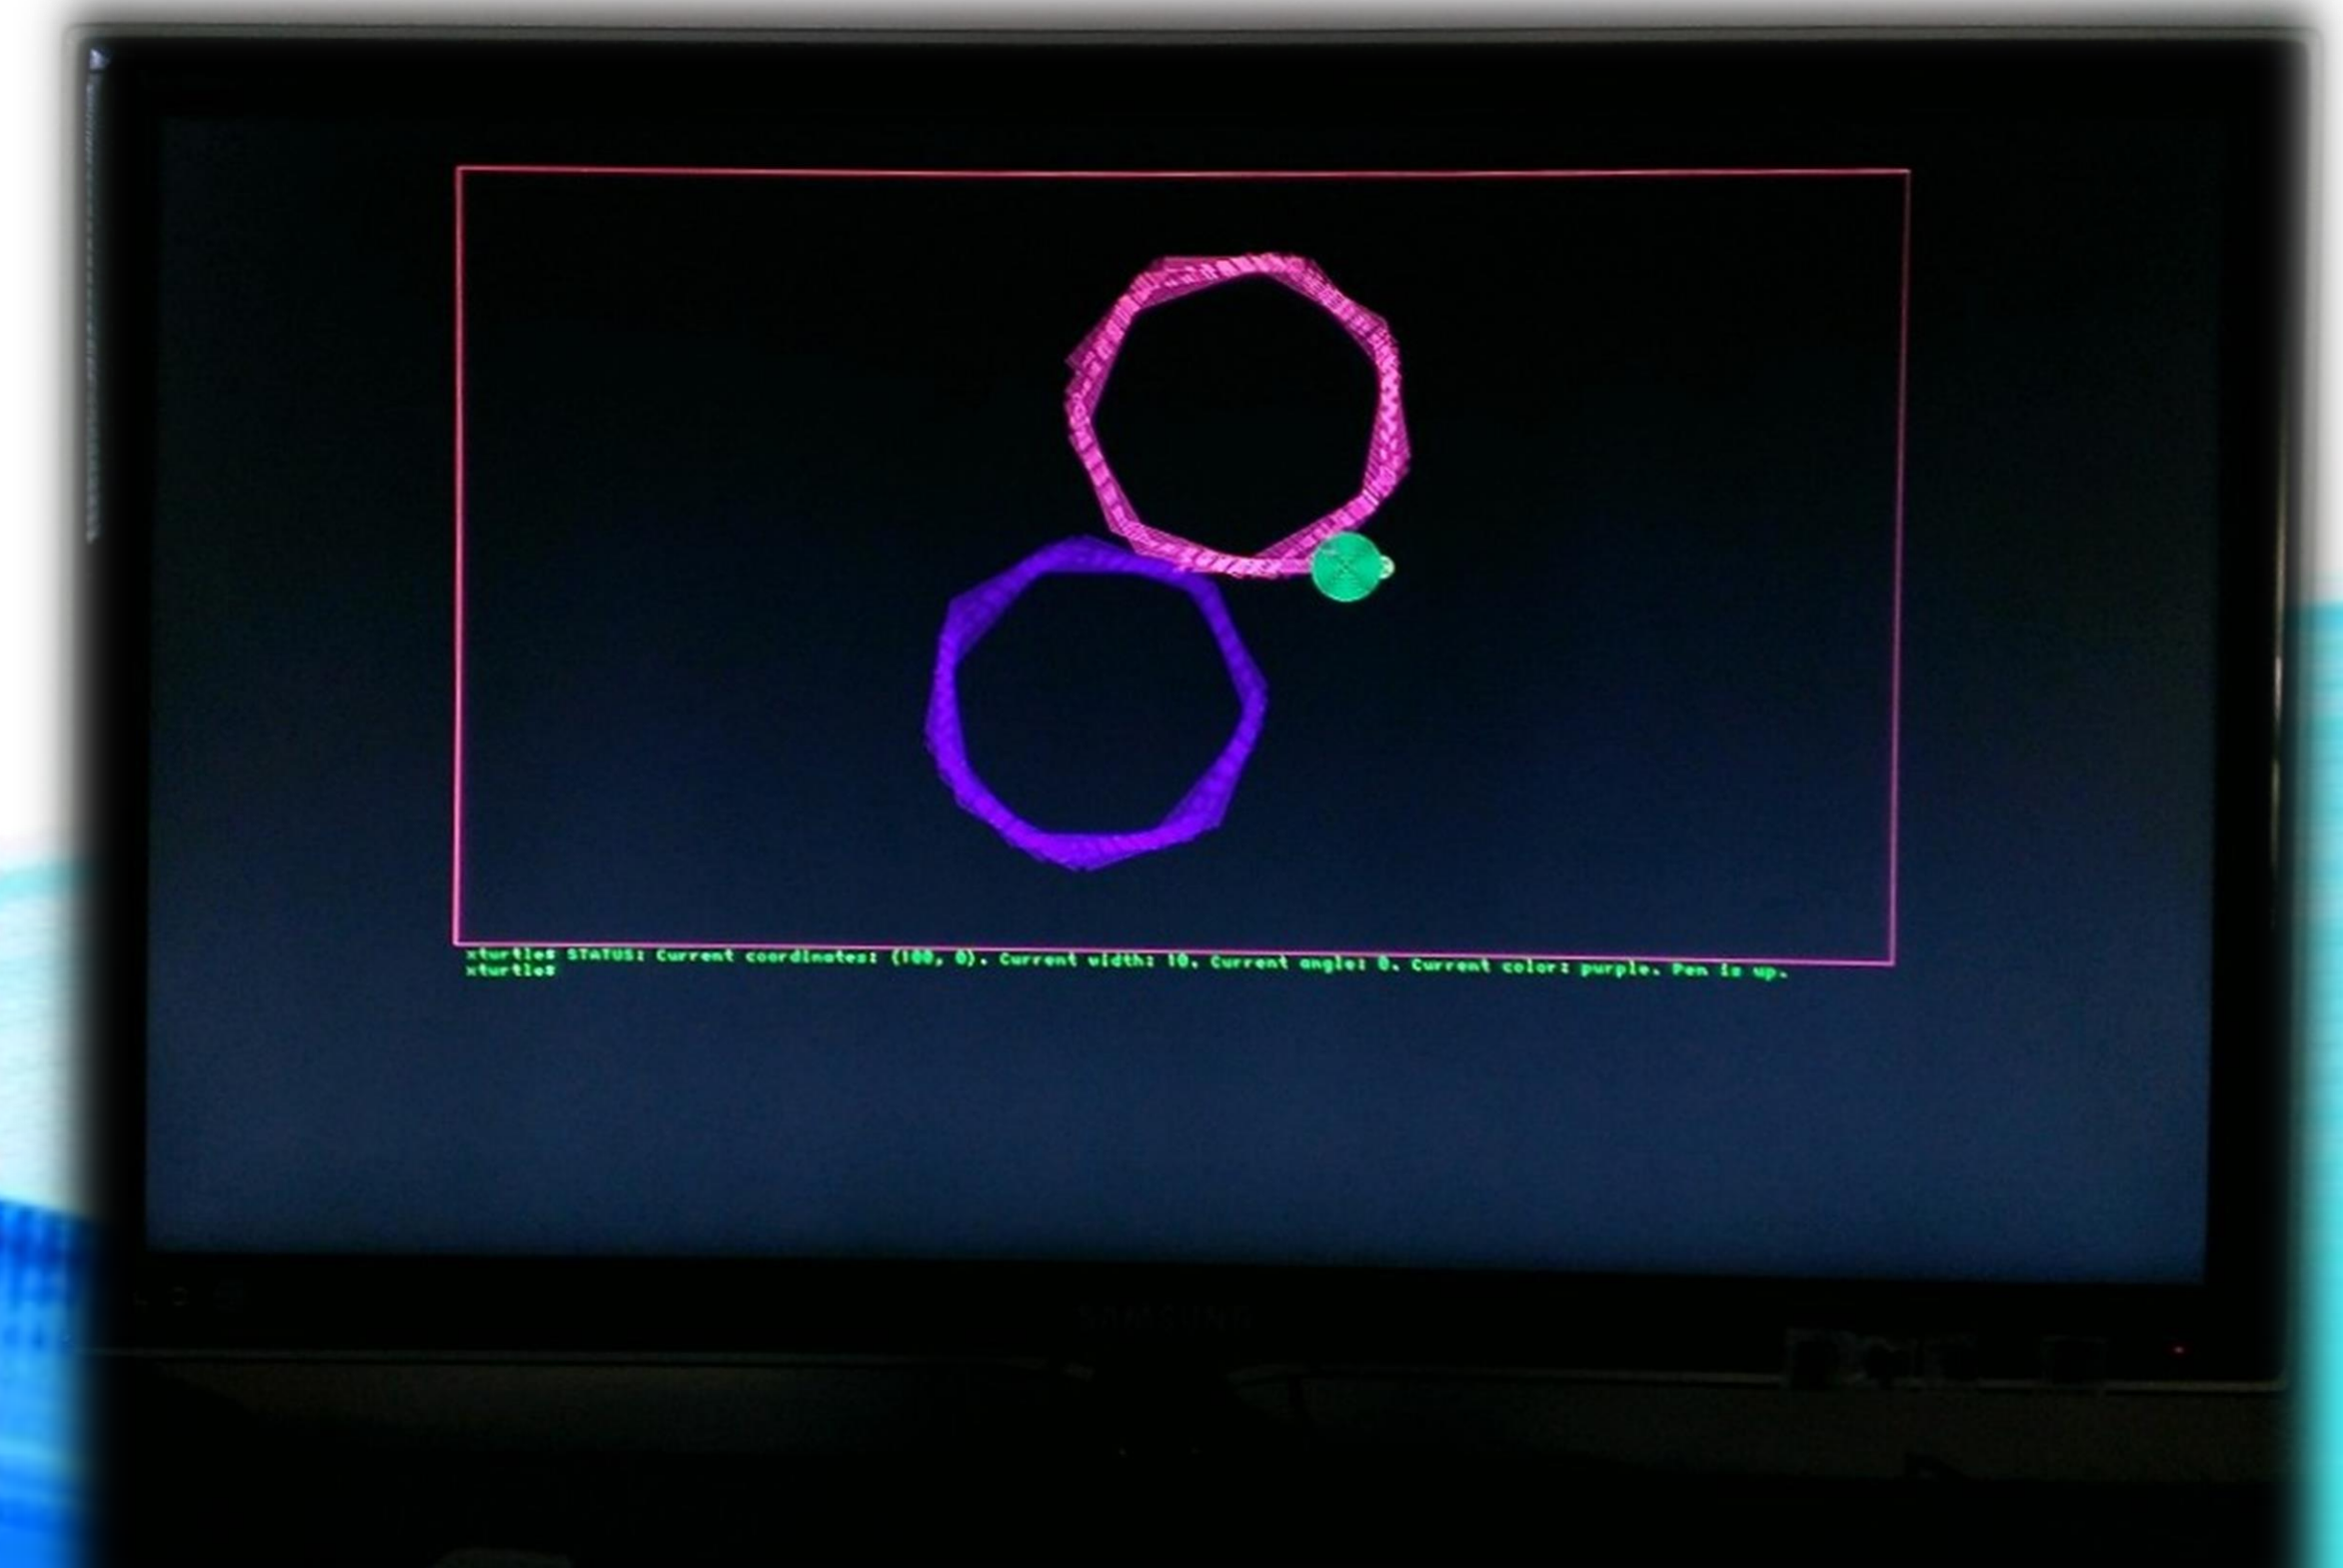 xturtle# STATUS: Current coordinates: (100, 0). Current width: 10. Current angle: 0. Current color: purple. Pen is up.
xturtle#
SAMSUNG